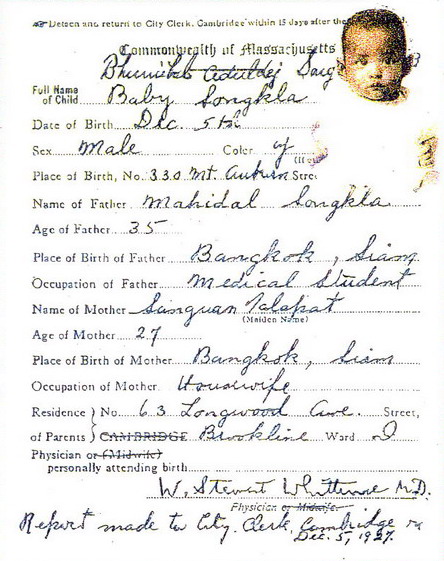 Detach and return to City Clerk, Cambridge within 15 days after the
Commonwealth of Massachusetts
Full Name of Child Baby Songkla
Date of Birth Dec. 5th
Sex Male Color y
Place of Birth, No. 330 Mt Auburn Street
Name of Father Mahidal Songkla
Age of Father 35
Place of Birth of Father Bangkok, Siam
Occupation of Father Medical Student
Name of Mother Sanguan Talapat
(Maiden Name)
Age of Mother 27
Place of Birth of Mother Bangkok, Siam
Occupation of Mother Housewife
Residence of Parents } No. 63 Longwood Ave. Street,
CAMBRIDGE Brookline Ward
Physician or (Midwife)
personally attending birth
W. Stewart Whittemore M.D.
Physician or Midwife.
Report made to City Clerk, Cambridge
Dec. 5, 1927.